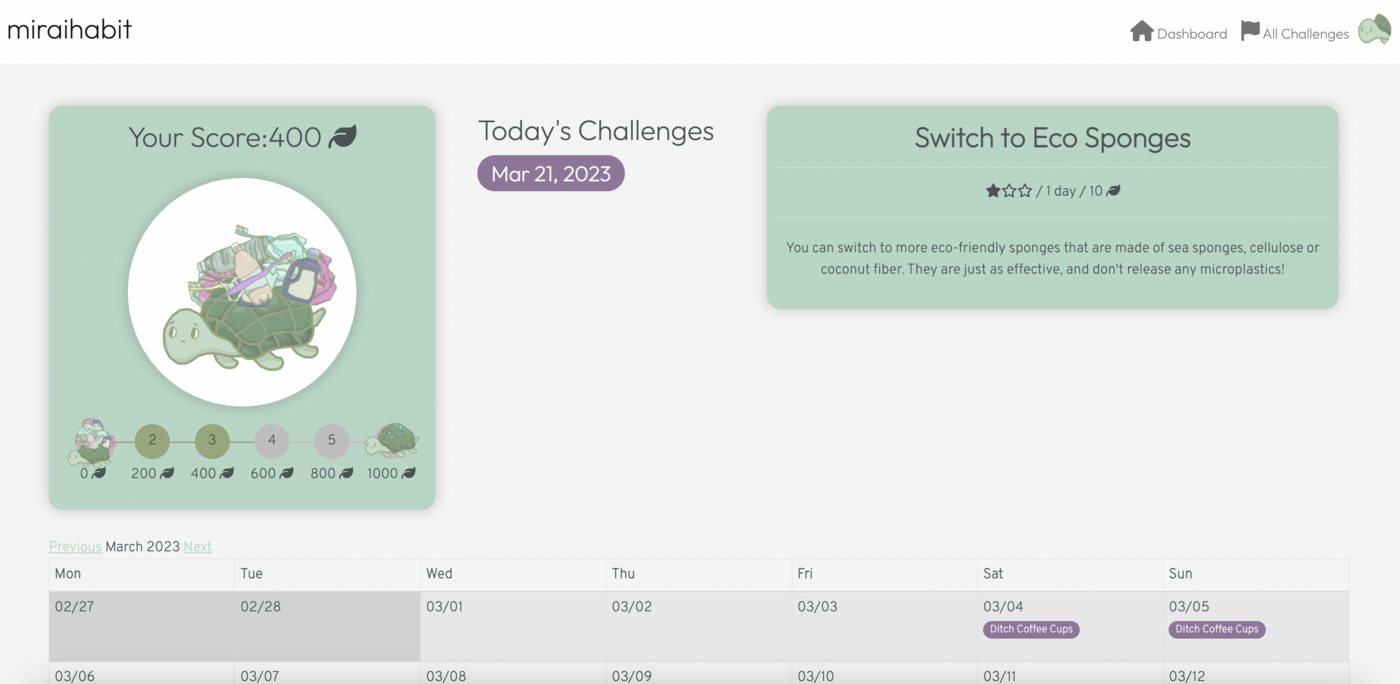 miraihabit
Dashboard
All Challenges
Your Score:400
2
3
4
5
0
200
400
600
800
1000
Today's Challenges
Mar 21, 2023
Switch to Eco Sponges
/ 1 day / 10
You can switch to more eco-friendly sponges that are made of sea sponges, cellulose or
coconut fiber. They are just as effective, and don't release any microplastics!
Previous March 2023 Next
Mon Tue Wed Thu Fri Sat Sun
02/27 02/28 03/01 03/02 03/03 03/04 03/05
Ditch Coffee Cups Ditch Coffee Cups
03/06 03/07 03/08 03/09 03/10 03/11 03/12